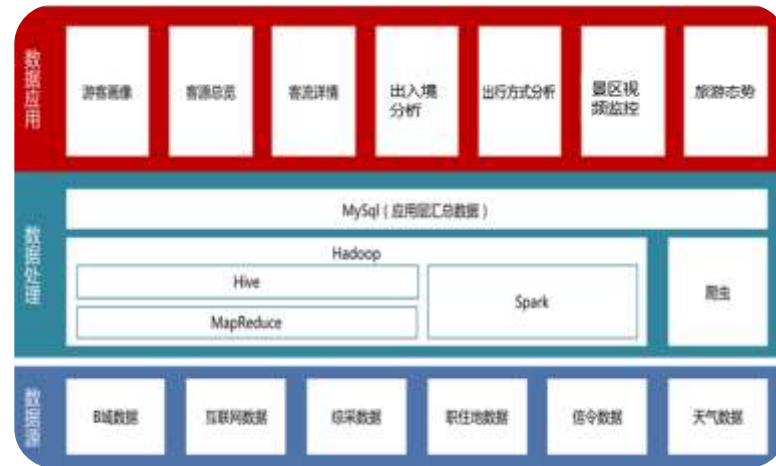 数据应用
游客画像
客源总览
客流详情
出入境
分析
出行方式分析
景区视
频监控
旅游态势
数据处理
MySql（应用层汇总数据）
Hadoop
Hive
MapReduce
Spark
爬虫
数据源
B域数据
互联网数据
综采数据
职住地数据
信令数据
天气数据